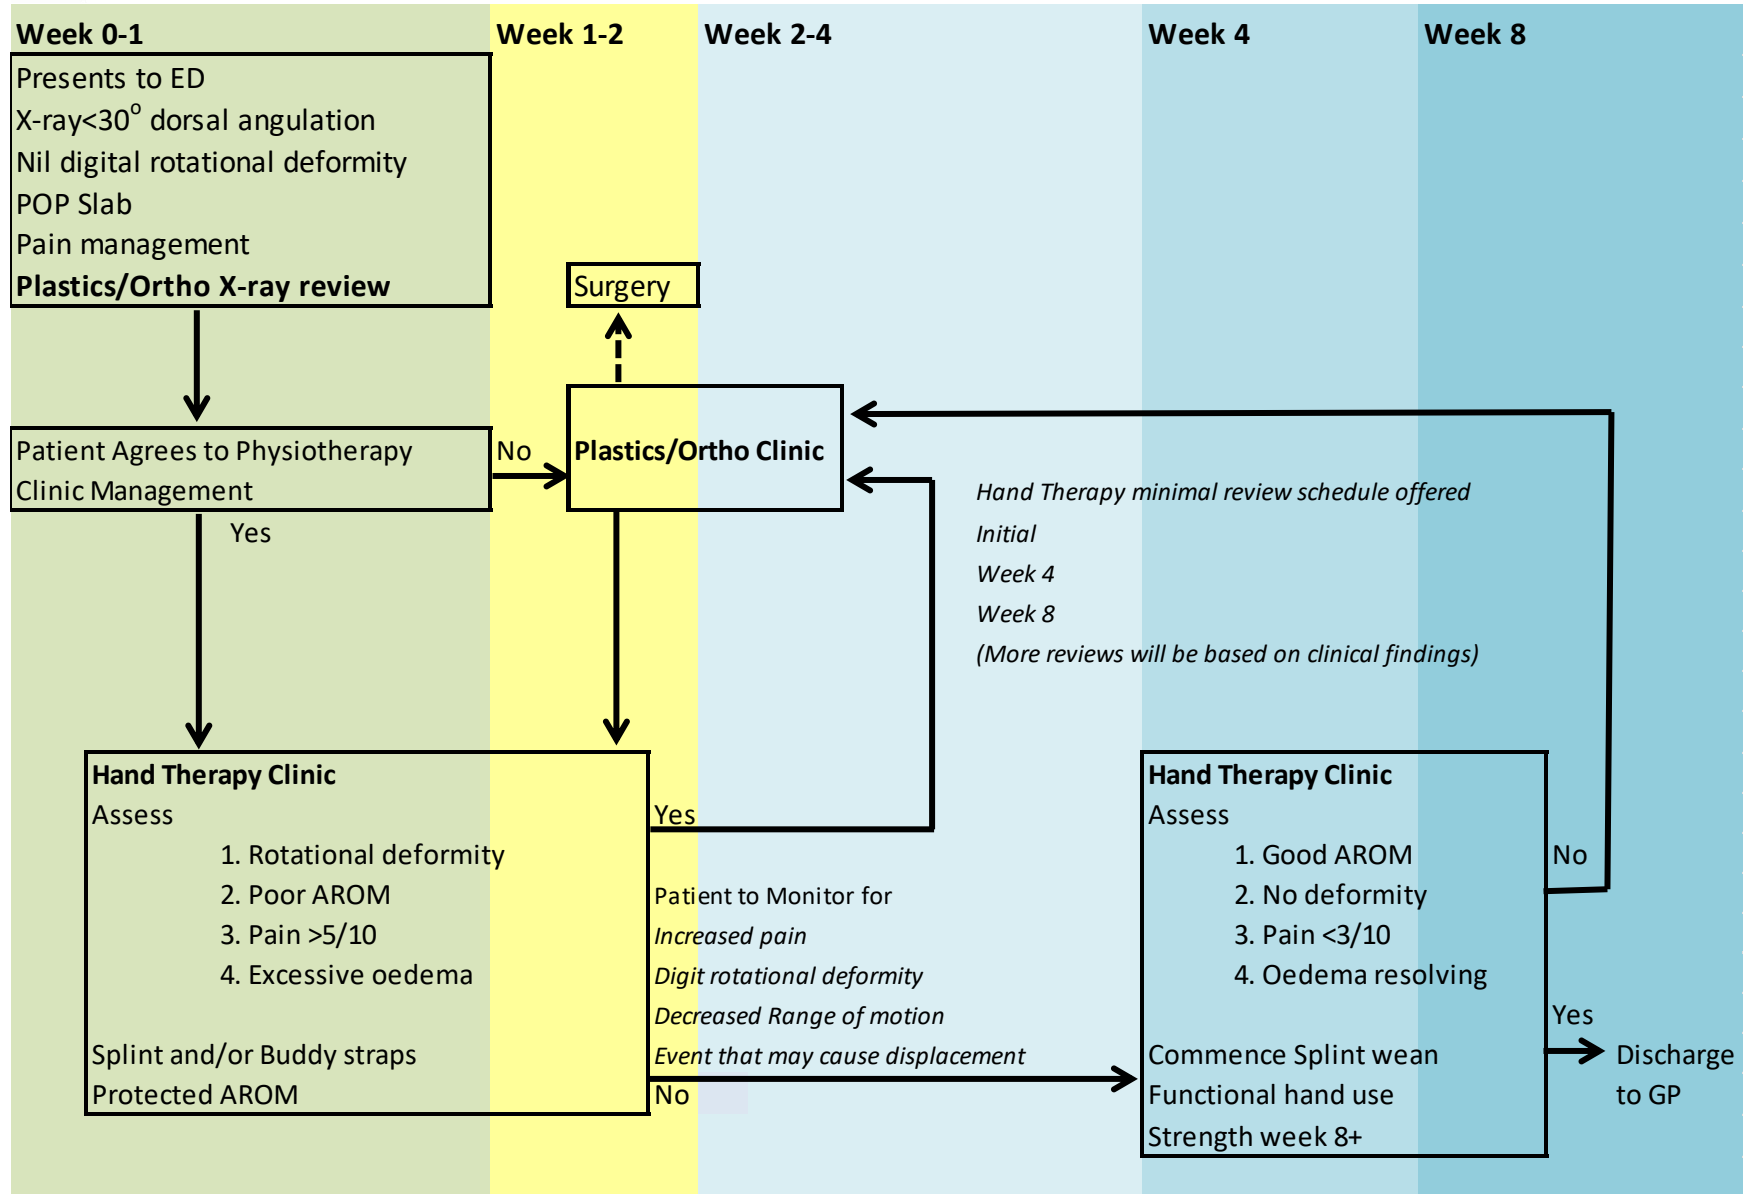 Week 0-1
Week 1-2
Week 2-4
Week 4
Week 8
Presents to ED
X-ray<30° dorsal angulation
Nil digital rotational deformity
POP Slab
Pain management
Plastics/Ortho X-ray review
Surgery
Patient Agrees to Physiotherapy
Clinic Management
No
Yes
Plastics/Ortho Clinic
Hand Therapy minimal review schedule offered
Initial
Week 4
Week 8
(More reviews will be based on clinical findings)
Hand Therapy Clinic
Assess
1. Rotational deformity
2. Poor AROM
3. Pain >5/10
4. Excessive oedema
Splint and/or Buddy straps
Protected AROM
Yes
Patient to Monitor for
Increased pain
Digit rotational deformity
Decreased Range of motion
Event that may cause displacement
No
Hand Therapy Clinic
Assess
1. Good AROM
2. No deformity
3. Pain <3/10
4. Oedema resolving
Commence Splint wean
Functional hand use
Strength week 8+
No
Yes
Discharge
to GP